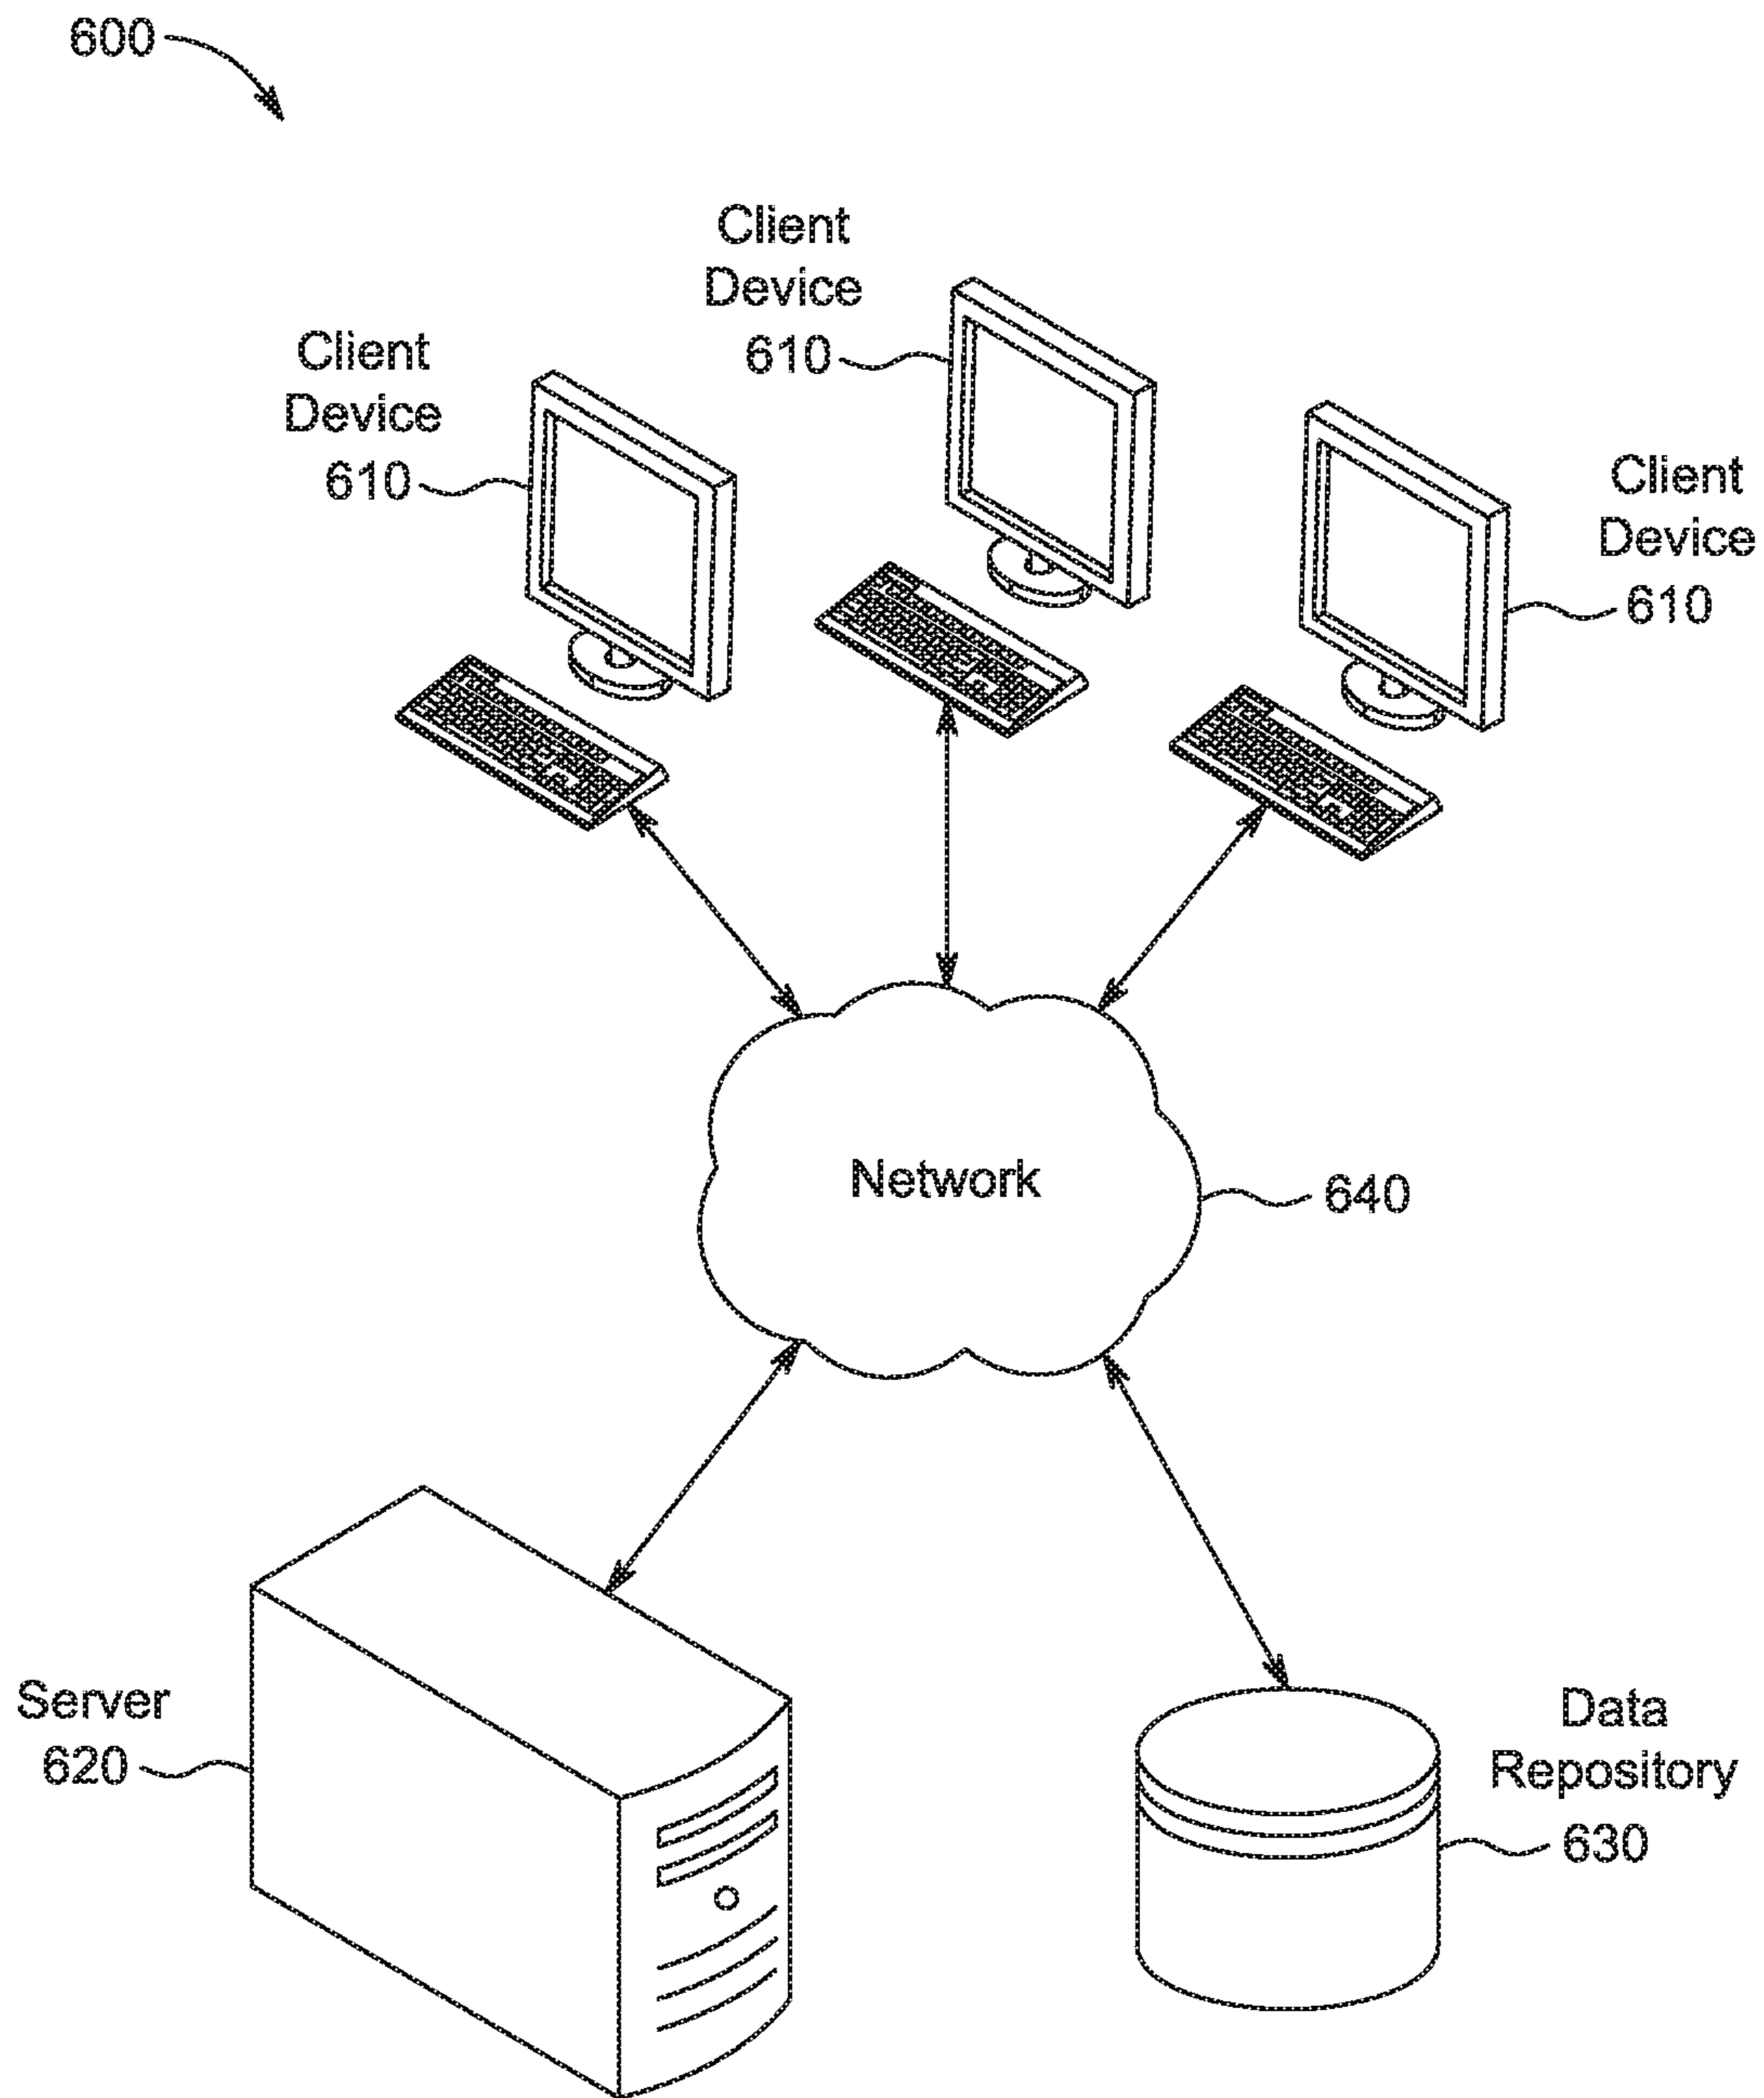 600
Client
Device
610
Client
Device
610
Client
Device
610
Network
640
Server
620
Data
Repository
630